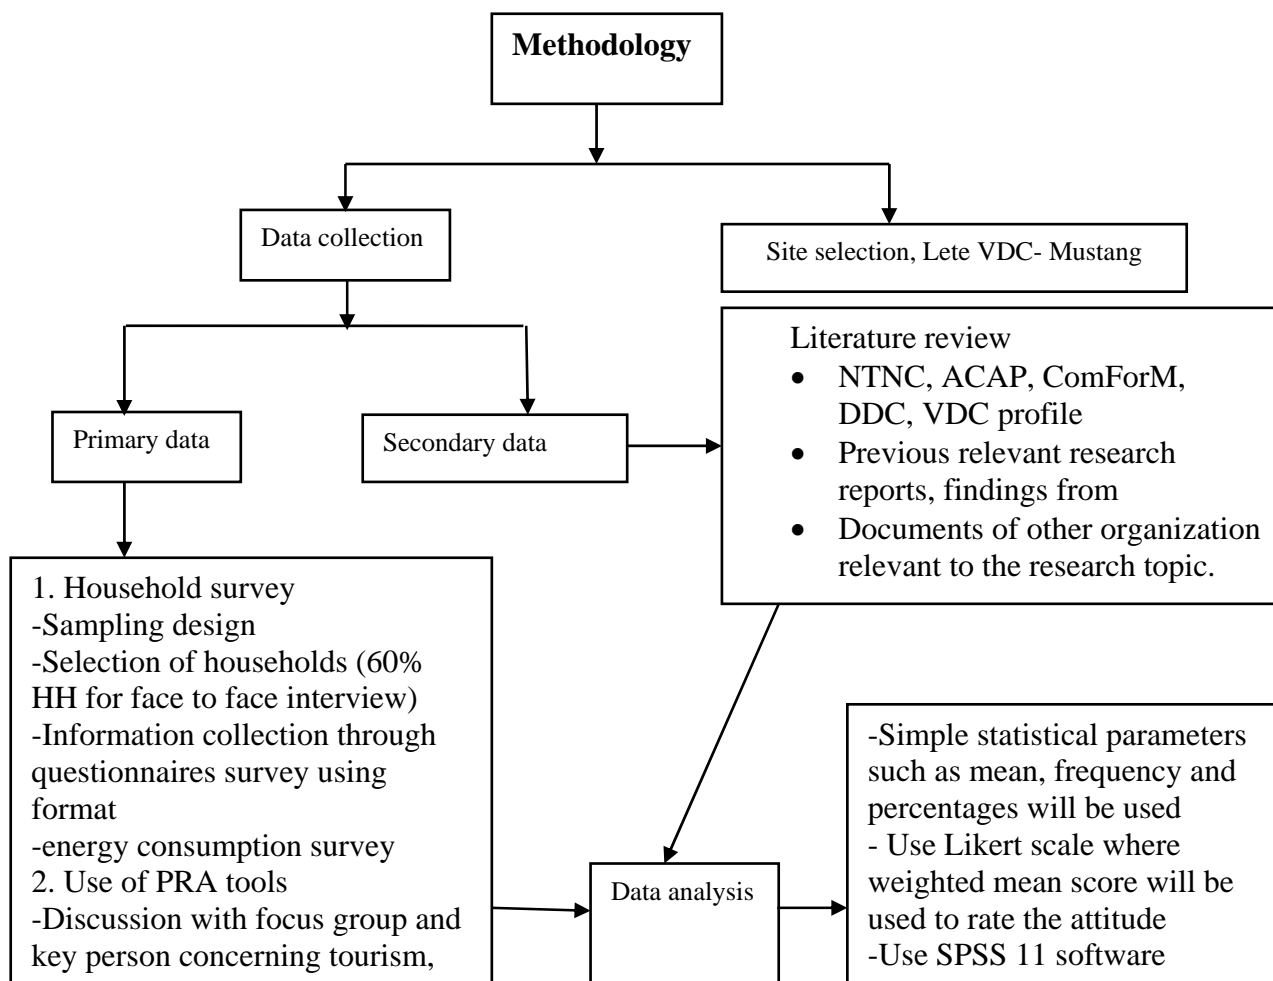 Methodology
Data collection
Site selection, Lete VDC- Mustang
Primary data
Secondary data
Literature review
• NTNC, ACAP, ComForM,
DDC, VDC profile
• Previous relevant research
reports, findings from
• Documents of other organization
relevant to the research topic.
1. Household survey
-Sampling design
-Selection of households (60%
HH for face to face interview)
-Information collection through
questionnaires survey using
format
-energy consumption survey
2. Use of PRA tools
-Discussion with focus group and
key person concerning tourism,
Data analysis
-Simple statistical parameters
such as mean, frequency and
percentages will be used
- Use Likert scale where
weighted mean score will be
used to rate the attitude
-Use SPSS 11 software